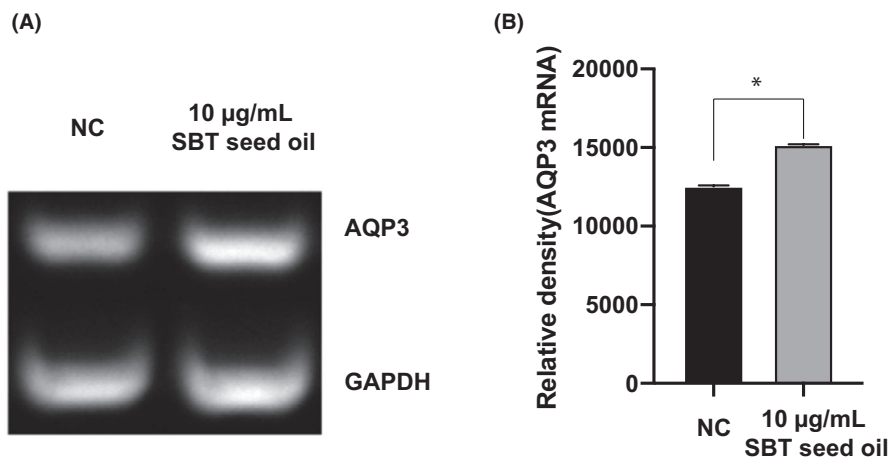 (A)
NC
10 µg/mL
SBT seed oil
AQP3
GAPDH
(B)
Relative density(AQP3 mRNA)
20000
15000
10000
5000
0
*
NC
10 µg/mL
SBT seed oil